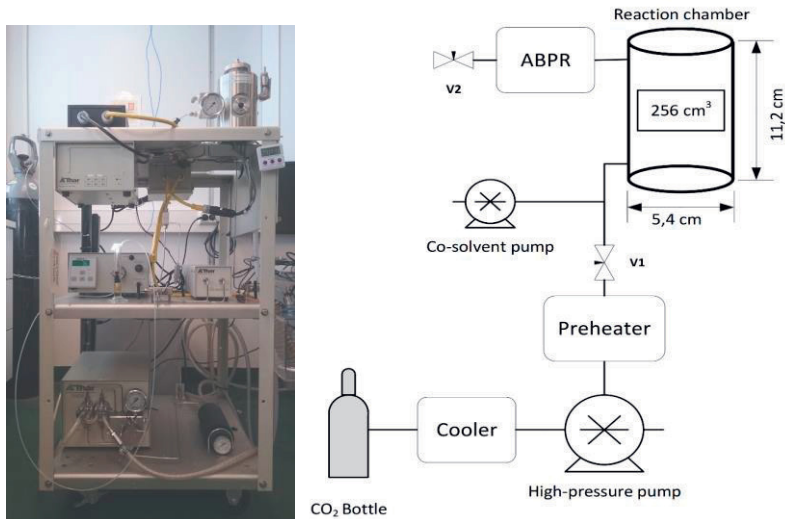 Thar
Thar
Reaction chamber
ABPR
V2
256 cm³
11,2 cm
5,4 cm
Co-solvent pump
V1
Preheater
Cooler
High-pressure pump
CO₂ Bottle